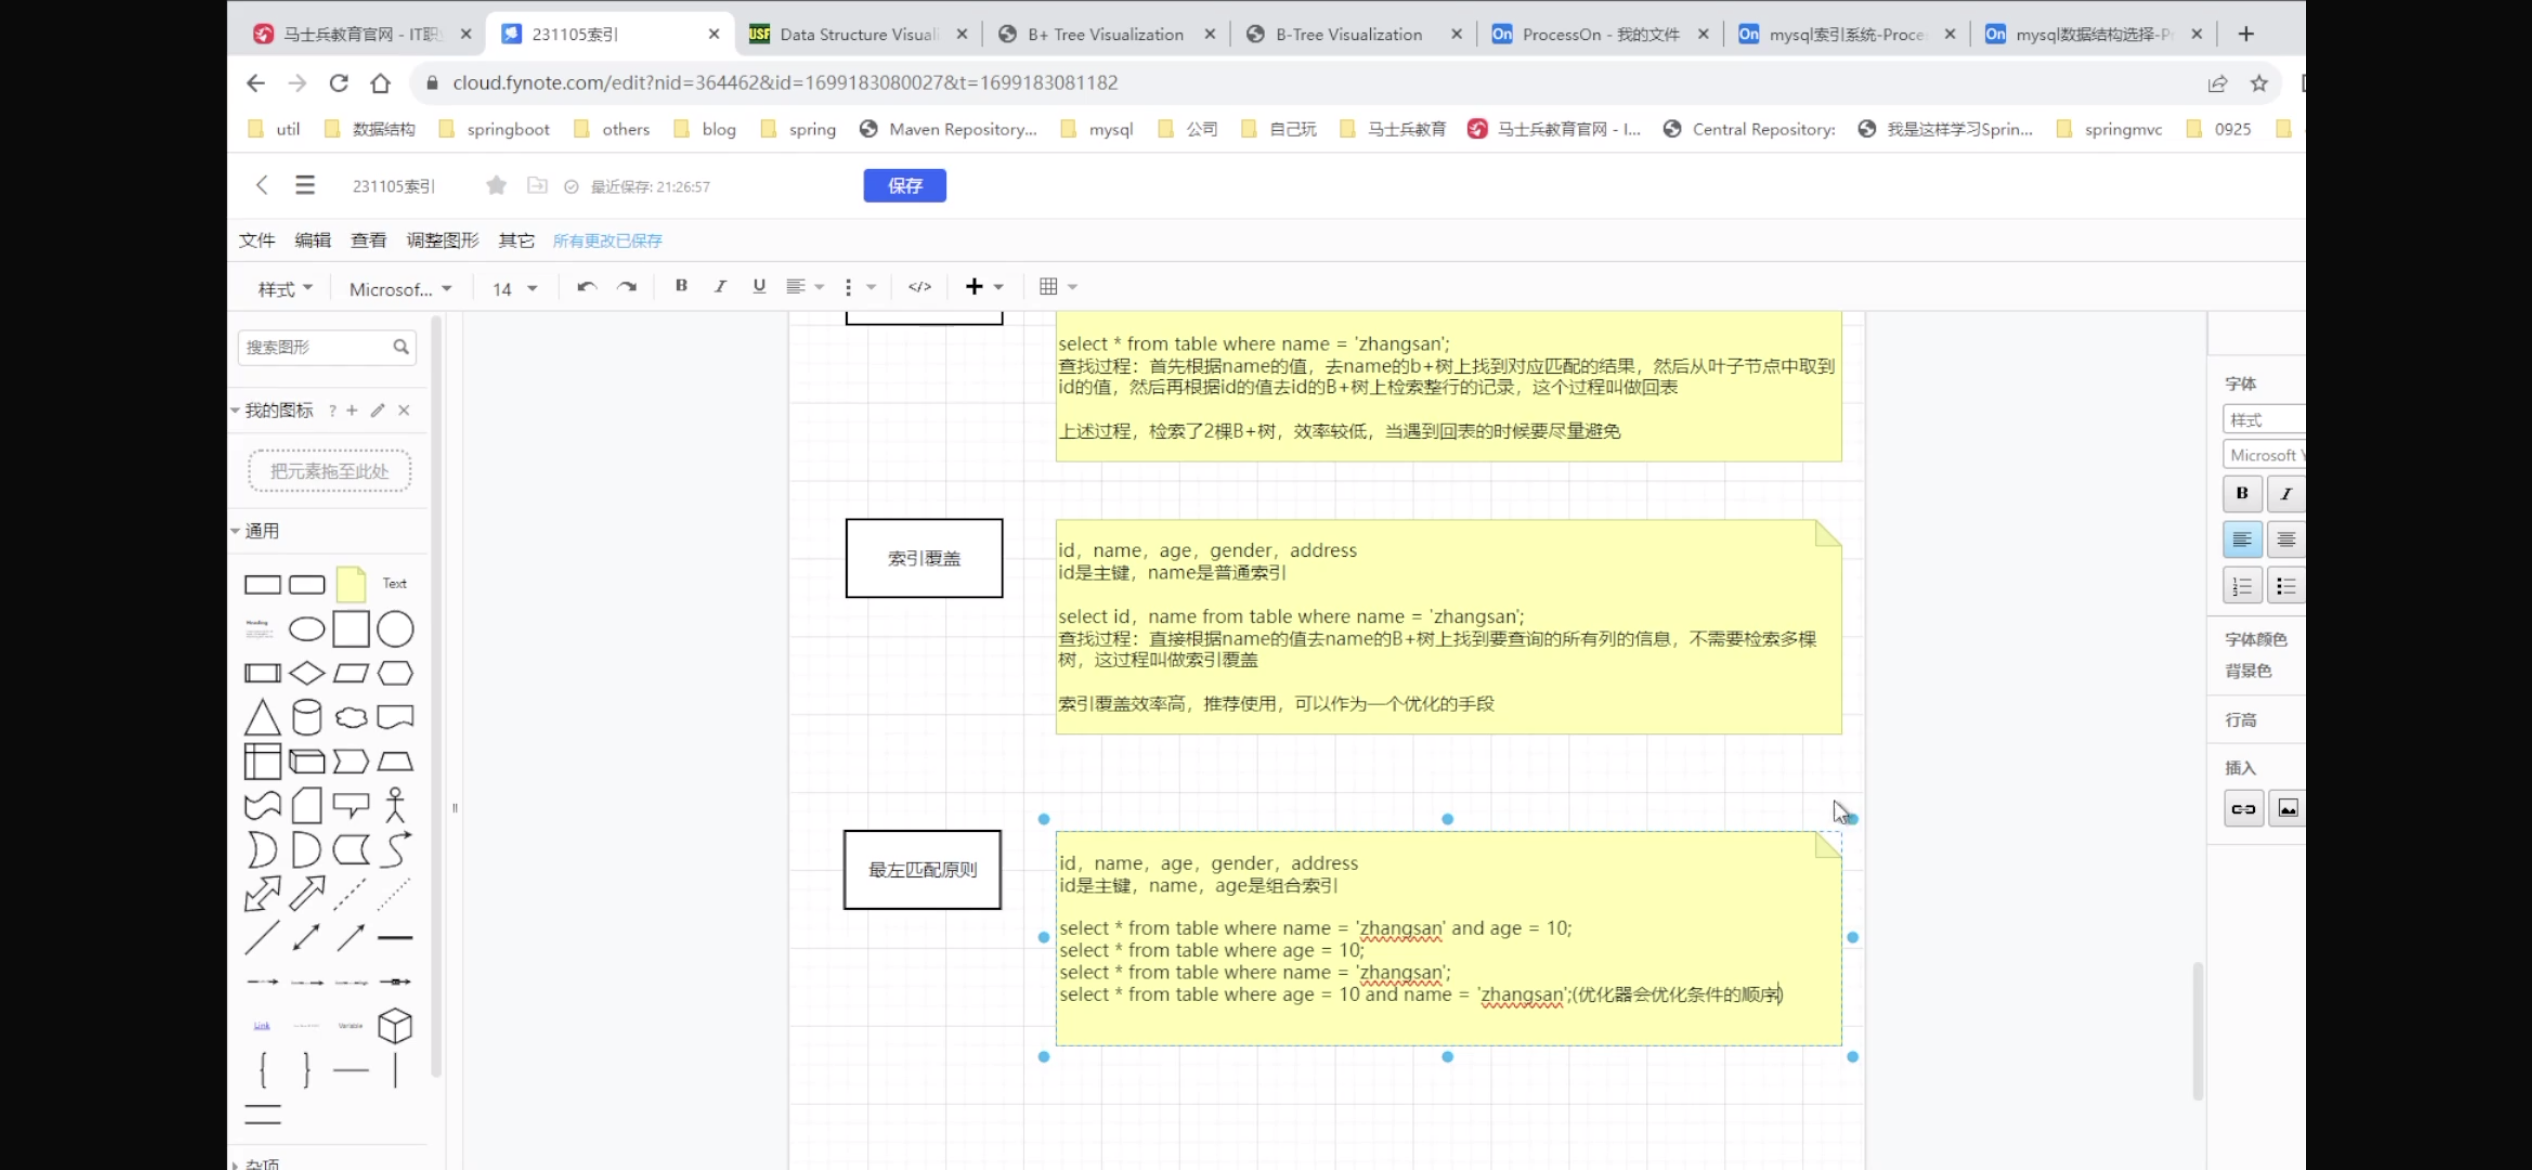 马士兵教育官网 - IT职
231105索引
USF
Data Structure Visuali
B+ Tree Visualization
B-Tree Visualization
On ProcessOn - 我的文件
On mysql索引系统-Proce
On mysql数据结构选择-P
cloud.fynote.com/edit?nid=364462&id=1699183080027&t=1699183081182
util
数据结构
springboot
others
blog
spring
Maven Repository...
mysql
公司
自己玩
马士兵教育
马士兵教育官网 - I...
Central Repository:
我是这样学习Sprin...
springmvc
0925
231105索引
最近保存: 21:26:57
保存
文件 编辑 查看 调整图形 其它 所有更改已保存
样式 Microsof... 14 B I U </>
搜索图形
我的图标 ? +
把元素拖至此处
通用
Text
Heading
Link
Variable
杂项
select * from table where name = 'zhangsan';
查找过程：首先根据name的值，去name的b+树上找到对应匹配的结果，然后从叶子节点中取到
id的值，然后再根据id的值去id的B+树上检索整行的记录，这个过程叫做回表
上述过程，检索了2棵B+树，效率较低，当遇到回表的时候要尽量避免
索引覆盖
id，name，age，gender，address
id是主键，name是普通索引
select id，name from table where name = 'zhangsan';
查找过程：直接根据name的值去name的B+树上找到要查询的所有列的信息，不需要检索多棵
树，这过程叫做索引覆盖
索引覆盖效率高，推荐使用，可以作为一个优化的手段
最左匹配原则
id，name，age，gender，address
id是主键，name，age是组合索引
select * from table where name = 'zhangsan' and age = 10;
select * from table where age = 10;
select * from table where name = 'zhangsan';
select * from table where age = 10 and name = 'zhangsan';(优化器会优化条件的顺序)
字体
样式
Microsoft Y
B I
字体颜色
背景色
行高
插入